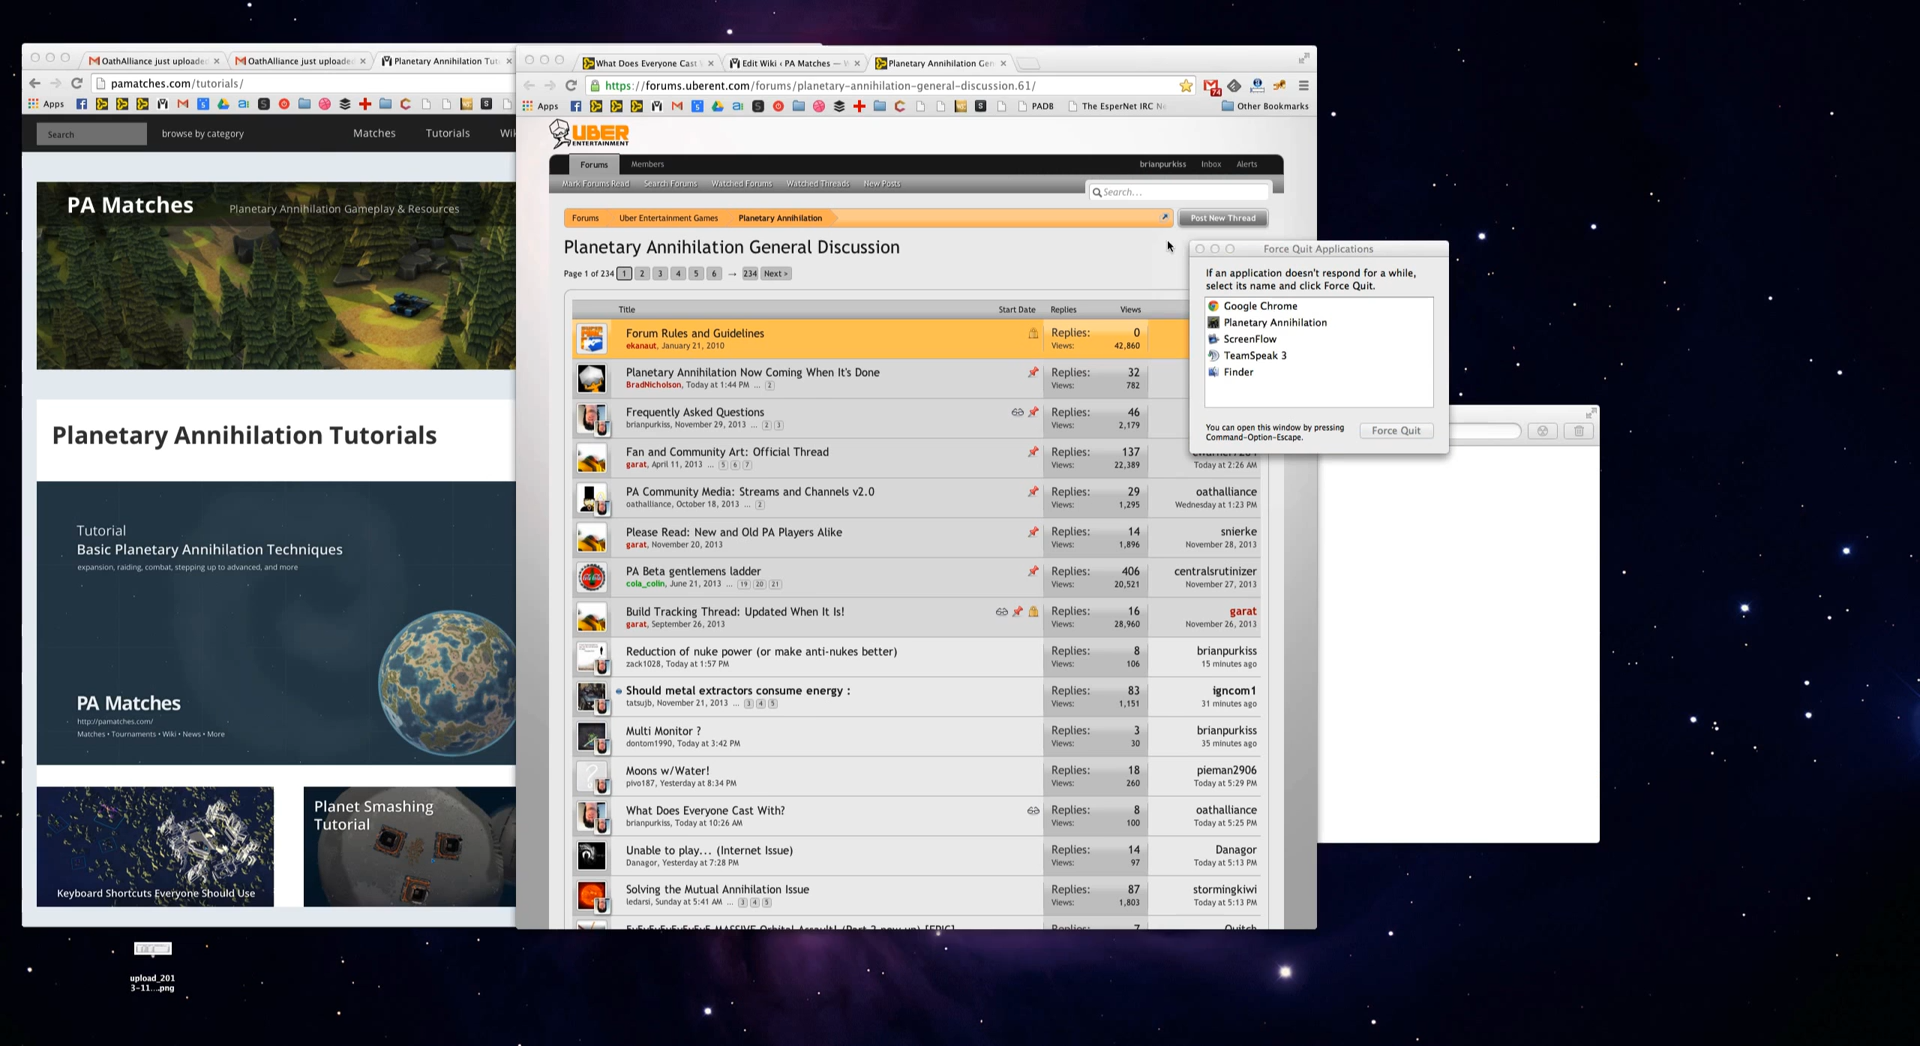 OathAlliance just uploaded
OathAlliance just uploade
Planetary Annihilation Tut
pamatches.com/tutorials/
Apps
Search
browse by category
Matches
Tutorials
PA Matches
Planetary Annihilation Gameplay & Resources
Planetary Annihilation Tutorials
Tutorial
Basic Planetary Annihilation Techniques
expansion, raiding, combat, stepping up to advanced, and more
PA Matches
http://pamatches.com/
Matches • Tournaments • Wiki • News • More
Keyboard Shortcuts Everyone Should Use
Planet Smashing
Tutorial
upload_201
3-11....png
What Does Everyone Cast
Edit Wiki ‹ PA Matches —
Planetary Annihilation Gen
https://forums.uberent.com/forums/planetary-annihilation-general-discussion.61/
74
Apps
PADB
The EsperNet IRC Ne
Other Bookmarks
UBER
ENTERTAINMENT
Forums
Members
brianpurkiss
Inbox
Alerts
Mark Forums Read
Search Forums
Watched Forums
Watched Threads
New Posts
Search...
Forums
Uber Entertainment Games
Planetary Annihilation
Post New Thread
Planetary Annihilation General Discussion
Page 1 of 234 1 2 3 4 5 6 → 234 Next >
Title
Start Date
Replies
Views
Forum Rules and Guidelines
Replies: 0
ekanaut, January 21, 2010
Views: 42,860
Planetary Annihilation Now Coming When It's Done
Replies: 32
BradNicholson, Today at 1:44 PM ... 2
Views: 782
Frequently Asked Questions
Replies: 46
brianpurkiss, November 29, 2013 ... 2 3
Views: 2,179
Fan and Community Art: Official Thread
Replies: 137
garat, April 11, 2013 ... 5 6 7
Views: 22,389
Today at 2:26 AM
PA Community Media: Streams and Channels v2.0
Replies: 29
oathalliance
oathalliance, October 18, 2013 ... 2
Views: 1,295
Wednesday at 1:23 PM
Please Read: New and Old PA Players Alike
Replies: 14
snierke
garat, November 20, 2013
Views: 1,896
November 28, 2013
PA Beta gentlemens ladder
Replies: 406
centralsrutinizer
cola_colin, June 21, 2013 ... 19 20 21
Views: 20,521
November 27, 2013
Build Tracking Thread: Updated When It Is!
Replies: 16
garat
garat, September 26, 2013
Views: 28,960
November 26, 2013
Reduction of nuke power (or make anti-nukes better)
Replies: 8
brianpurkiss
zack1028, Today at 1:57 PM
Views: 106
15 minutes ago
Should metal extractors consume energy :
Replies: 83
igncom1
tatsujb, November 21, 2013 ... 3 4 5
Views: 1,151
31 minutes ago
Multi Monitor ?
Replies: 3
brianpurkiss
dontom1990, Today at 3:42 PM
Views: 30
35 minutes ago
Moons w/Water!
Replies: 18
pieman2906
pivo187, Yesterday at 8:34 PM
Views: 260
Today at 5:29 PM
What Does Everyone Cast With?
Replies: 8
oathalliance
brianpurkiss, Today at 10:26 AM
Views: 100
Today at 5:25 PM
Unable to play... (Internet Issue)
Replies: 14
Danagor
Danagor, Yesterday at 7:28 PM
Views: 97
Today at 5:13 PM
Solving the Mutual Annihilation Issue
Replies: 87
stormingkiwi
ledarsi, Sunday at 5:41 AM ... 3 4 5
Views: 1,803
Today at 5:13 PM
Force Quit Applications
If an application doesn't respond for a while,
select its name and click Force Quit.
Google Chrome
Planetary Annihilation
ScreenFlow
TeamSpeak 3
Finder
You can open this window by pressing
Command-Option-Escape.
Force Quit